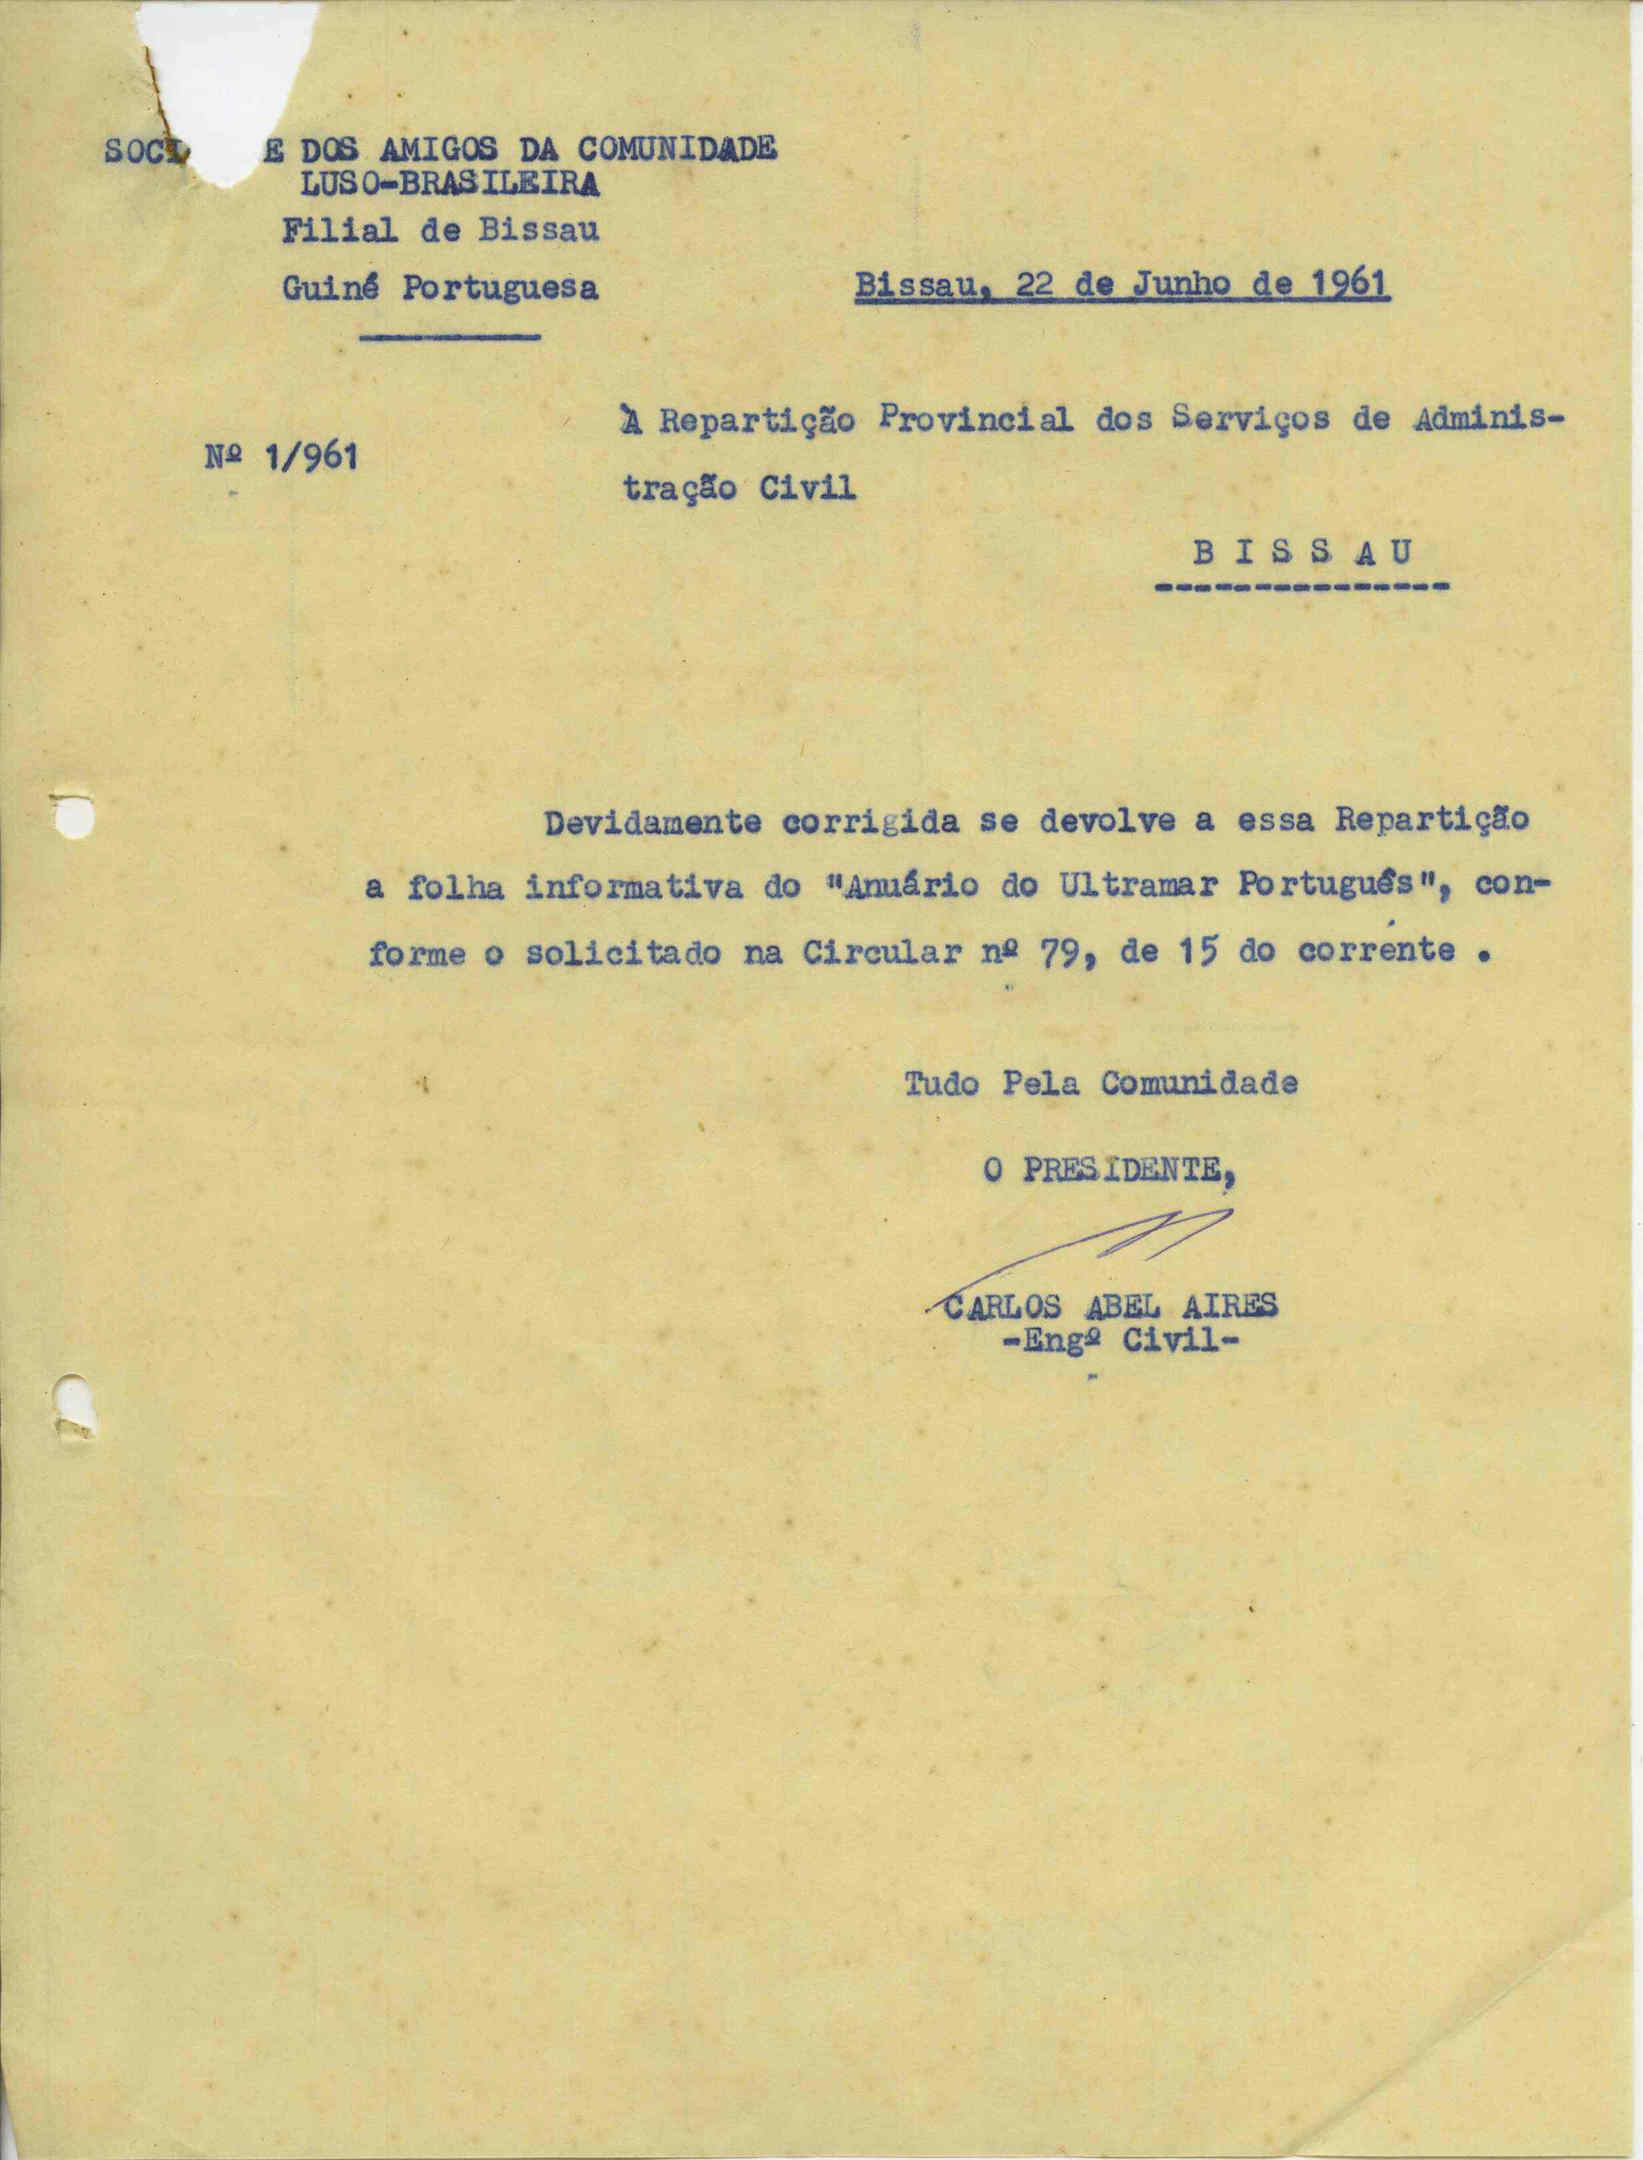 SOCI E DOS AMIGOS DA COMUNIDADE
LUSO-BRASILEIRA
Filial de Bissau
Guiné Portuguesa
Bissau, 22 de Junho de 1961
À Repartição Provincial dos Serviços de Adminis-
Nº 1/961
tração Civil
B I S S A U
Devidamente corrigida se devolve a essa Repartição
a folha informativa do "Anuário do Ultramar Português", con-
forme o solicitado na Circular nº 79, de 15 do corrente .
Tudo Pela Comunidade
O PRESIDENTE,
CARLOS ABEL AIRES
-Engº Civil-